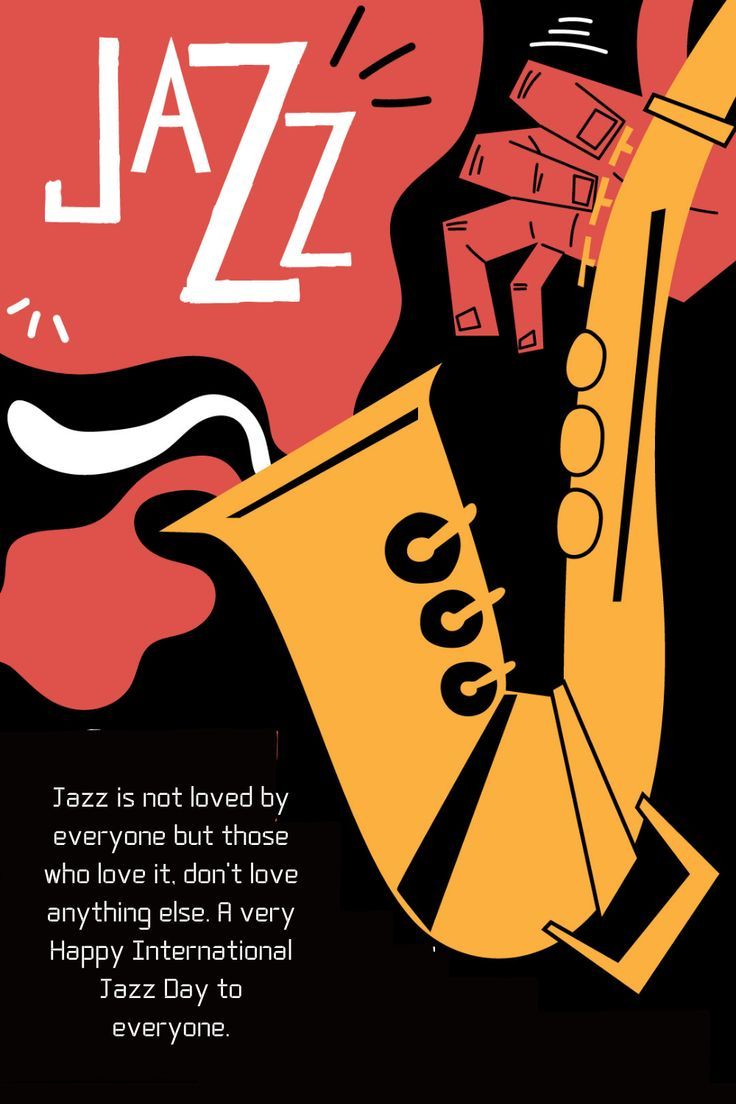 JAZZ
Jazz is not loved by
everyone but those
who love it, don't love
anything else. A very
Happy International
Jazz Day to
everyone.